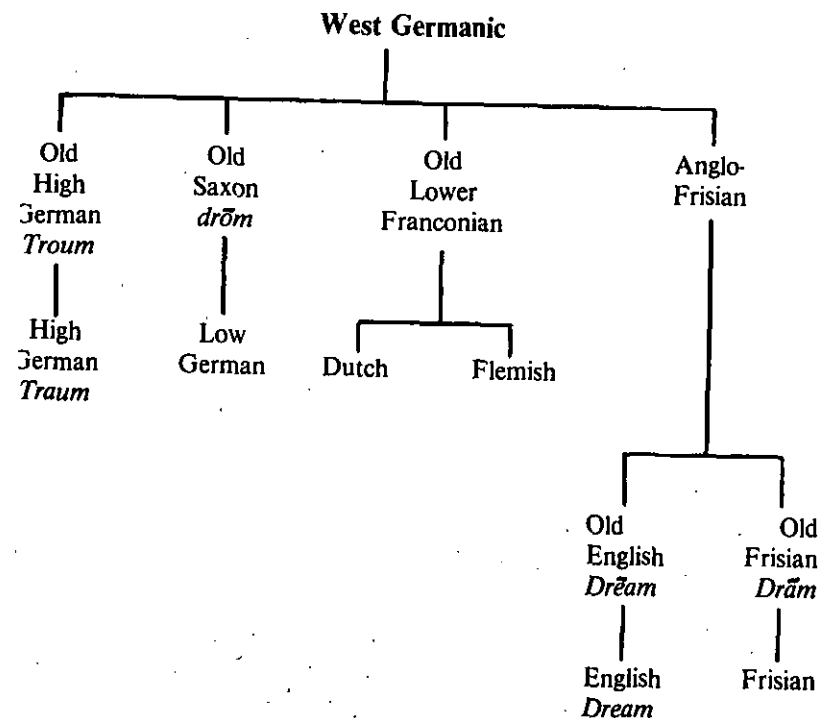 West Germanic
Old
High
German
Troum
Old
Saxon
drōm
Old
Lower
Franconian
Anglo-
Frisian
High
German
Traum
Low
German
Dutch
Flemish
Old
English
Drēam
Old
Frisian
Drām
English
Dream
Frisian